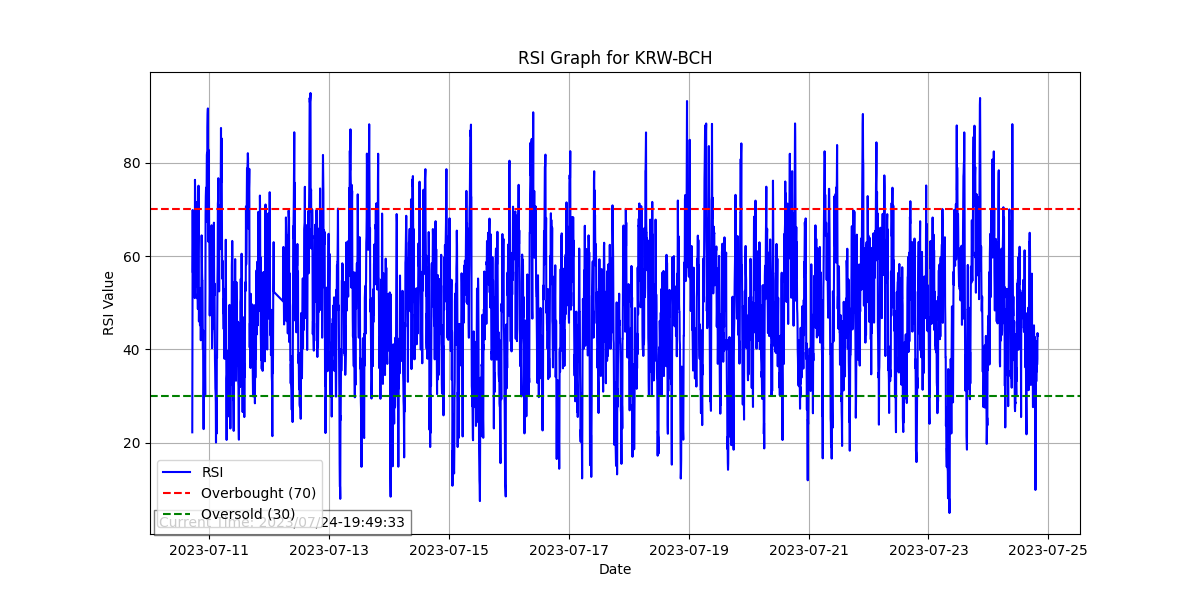 RSI Graph for KRW-BCH
80
60
40
20
RSI Value
RSI
Overbought (70)
Oversold (30)
Current Time: 2023/07/24-19:49:33
2023-07-11 2023-07-13 2023-07-15 2023-07-17 2023-07-19 2023-07-21 2023-07-23 2023-07-25
Date